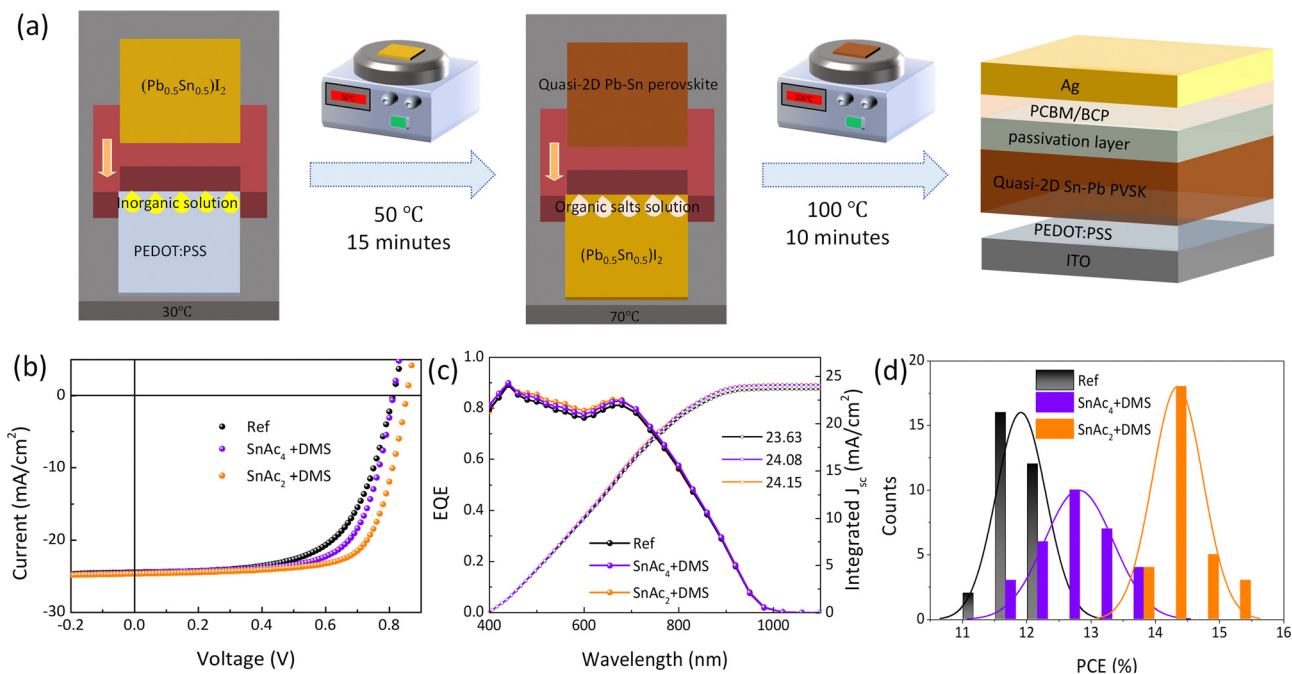 (a)
(Pb₀.₅Sn₀.₅)I₂
Inorganic solution
PEDOT:PSS
30℃
50℃
50 ℃
15 minutes
Quasi-2D Pb-Sn perovskite
Organic salts solution
(Pb₀.₅Sn₀.₅)I₂
70℃
100℃
100 ℃
10 minutes
Ag
PCBM/BCP
passivation layer
Quasi-2D Sn-Pb PVSK
PEDOT:PSS
ITO
(b)
Current (mA/cm²)
0
-10
-20
-30
Ref
SnAc₄ +DMS
SnAc₂ +DMS
-0.2
0.0
0.2
0.4
0.6
0.8
Voltage (V)
(c)
EQE
1.0
0.8
0.6
0.4
0.2
0.0
23.63
24.08
24.15
Ref
SnAc₄+DMS
SnAc₂+DMS
400
600
800
1000
Wavelength (nm)
24
20
15
10
5
0
Integrated J_sc (mA/cm²)
(d)
Counts
20
15
10
5
0
Ref
SnAc₄+DMS
SnAc₂+DMS
11
12
13
14
15
16
PCE (%)